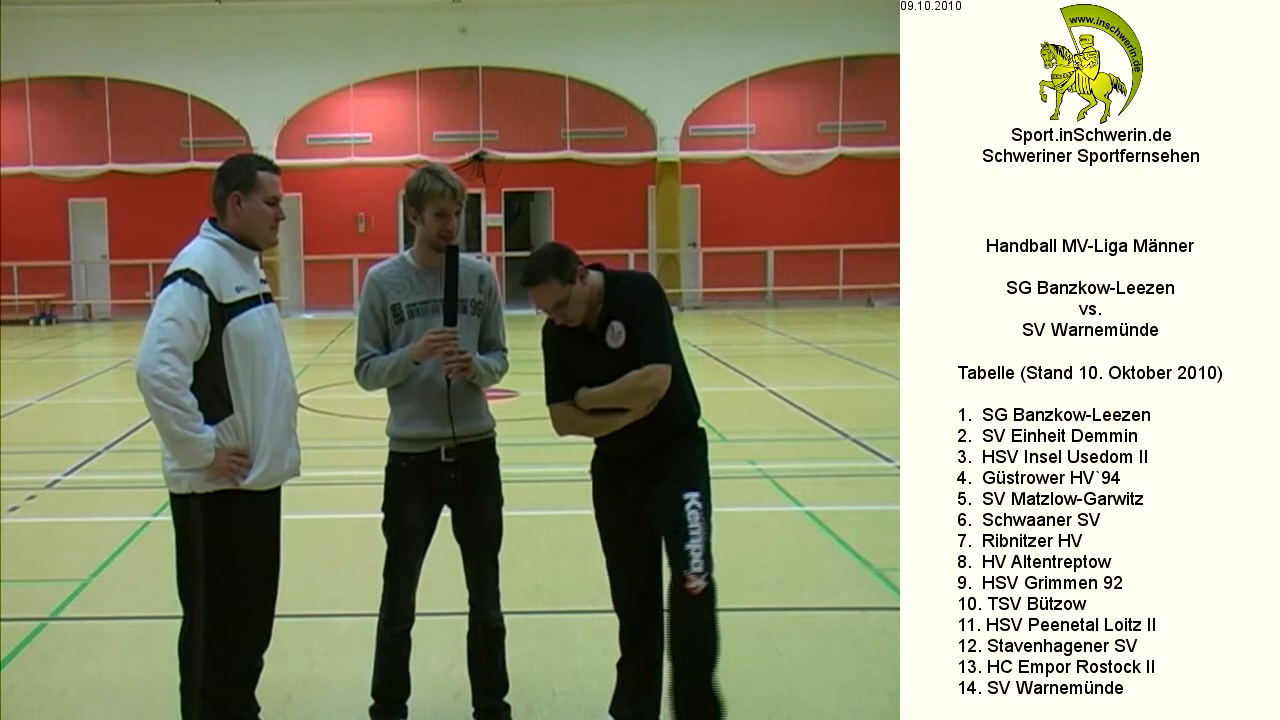 09.10.2010
www.inschwerin.de
Sport.inSchwerin.de
Schweriner Sportfernsehen
Handball MV-Liga Männer
SG Banzkow-Leezen
vs.
SV Warnemünde
Tabelle (Stand 10. Oktober 2010)
1. SG Banzkow-Leezen
2. SV Einheit Demmin
3. HSV Insel Usedom II
4. Güstrower HV`94
5. SV Matzlow-Garwitz
6. Schwaaner SV
7. Ribnitzer HV
8. HV Altentreptow
9. HSV Grimmen 92
10. TSV Bützow
11. HSV Peenetal Loitz II
12. Stavenhagener SV
13. HC Empor Rostock II
14. SV Warnemünde
99
Kempa